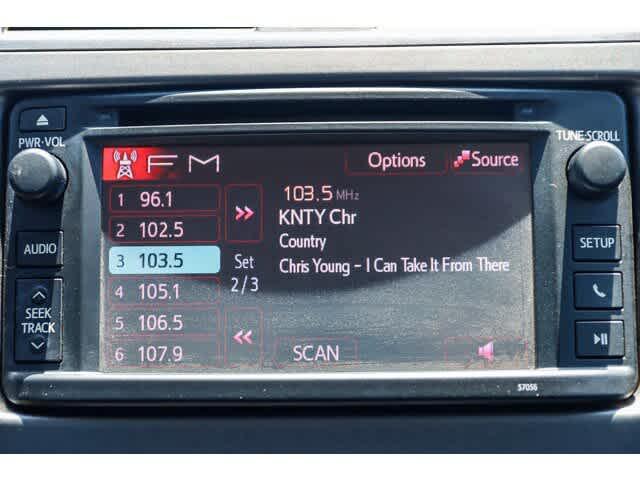 PWR·VOL
AUDIO
SEEK
TRACK
FM
Options
Source
1 96.1
2 102.5
3 103.5
4 105.1
5 106.5
6 107.9
>>
Set
2/3
<<
103.5 MHz
KNTY Chr
Country
Chris Young - I Can Take It From There
SCAN
TUNE·SCROLL
SETUP
57056